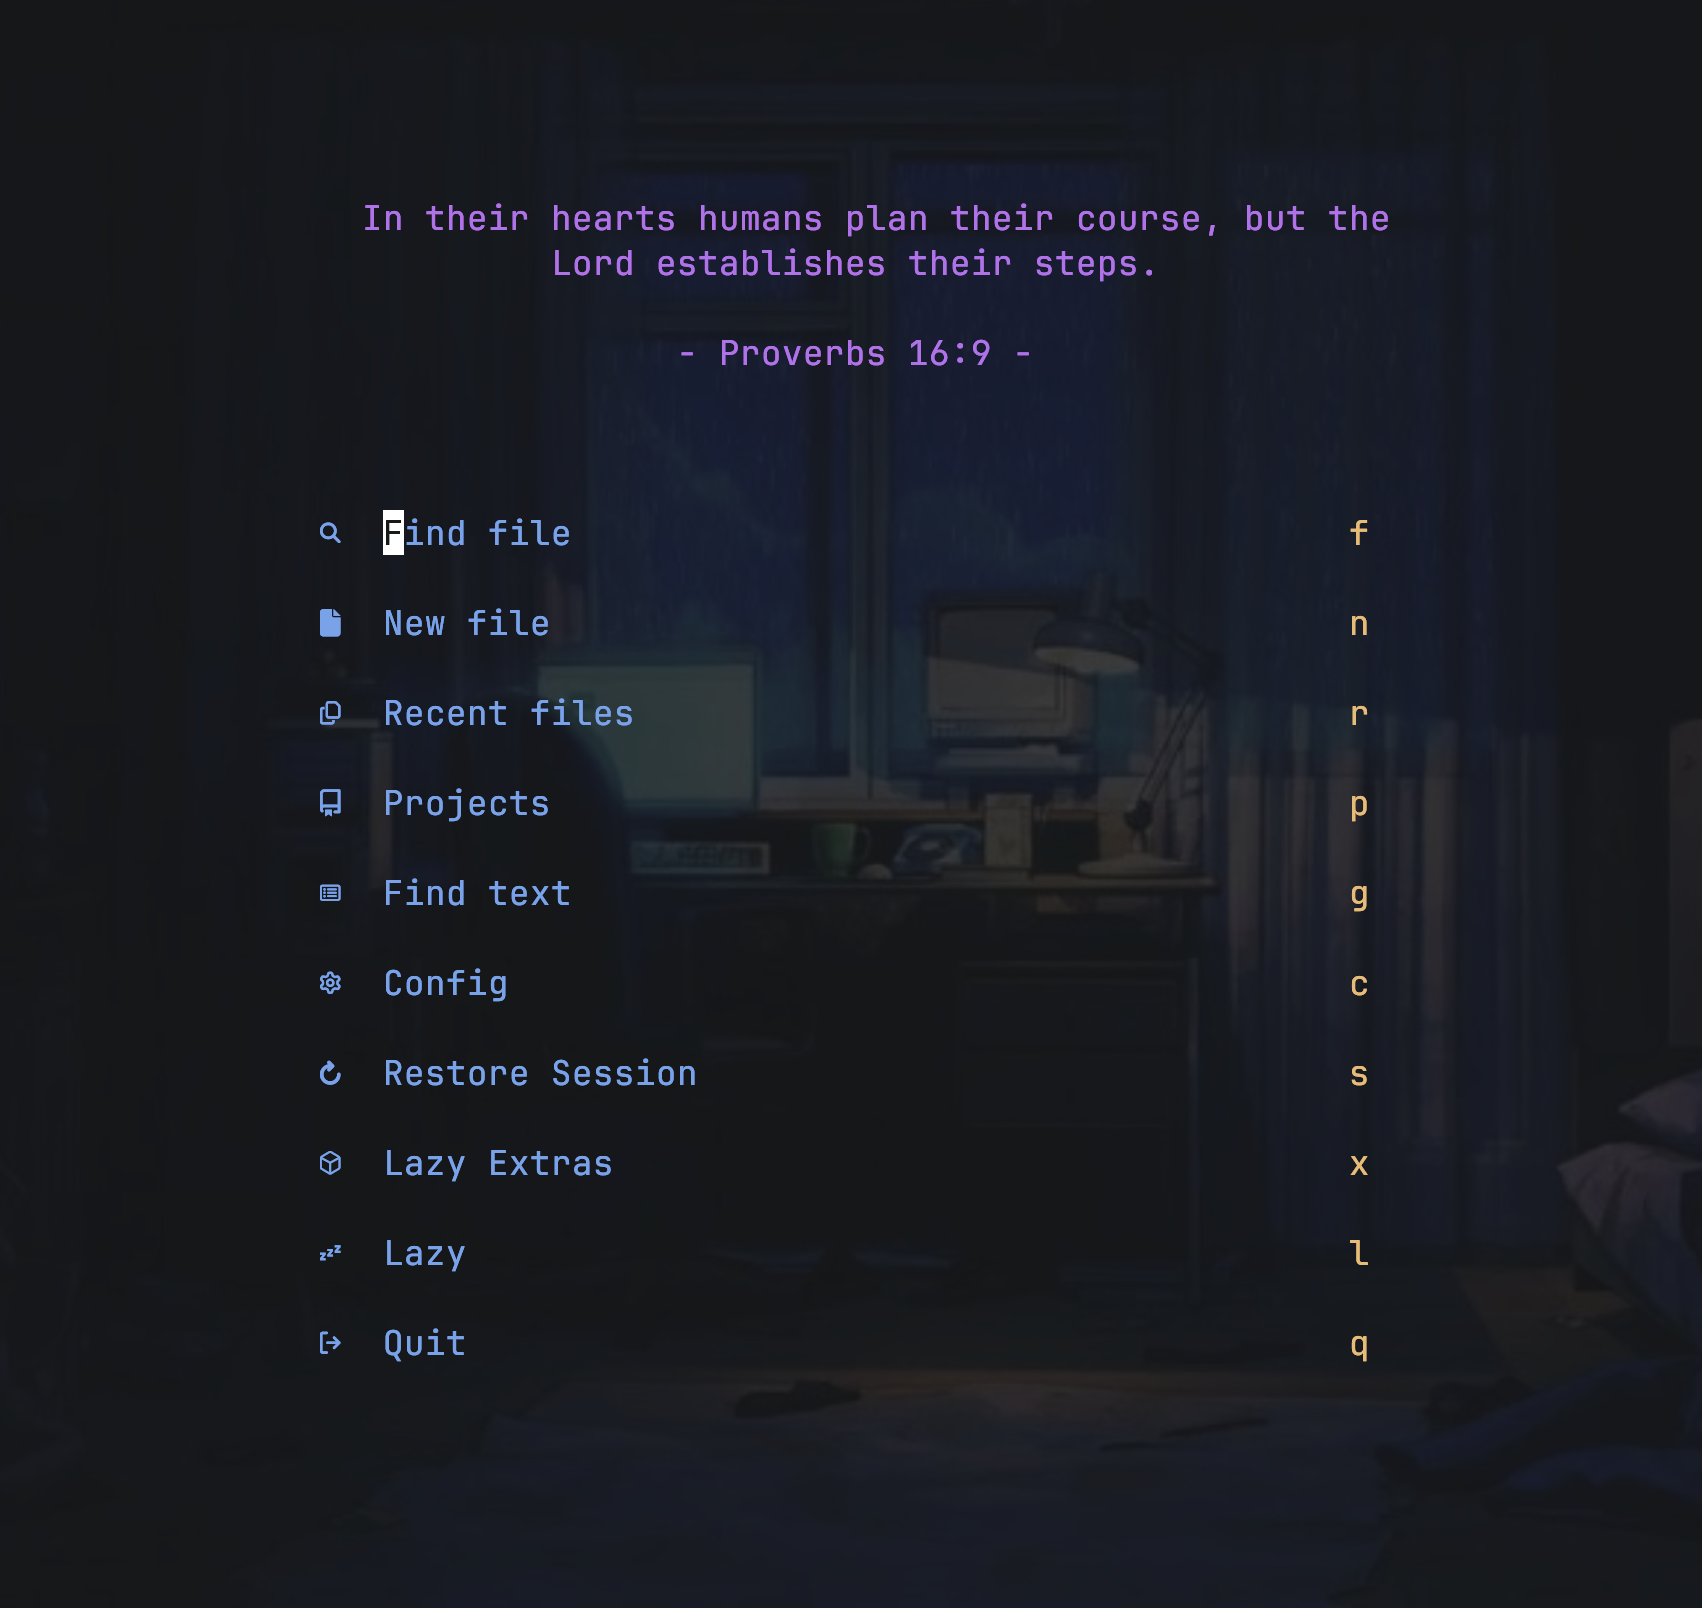 In their hearts humans plan their course, but the
Lord establishes their steps.
- Proverbs 16:9 -
Find file f
New file n
Recent files r
Projects p
Find text g
Config c
Restore Session s
Lazy Extras x
Lazy l
Quit q